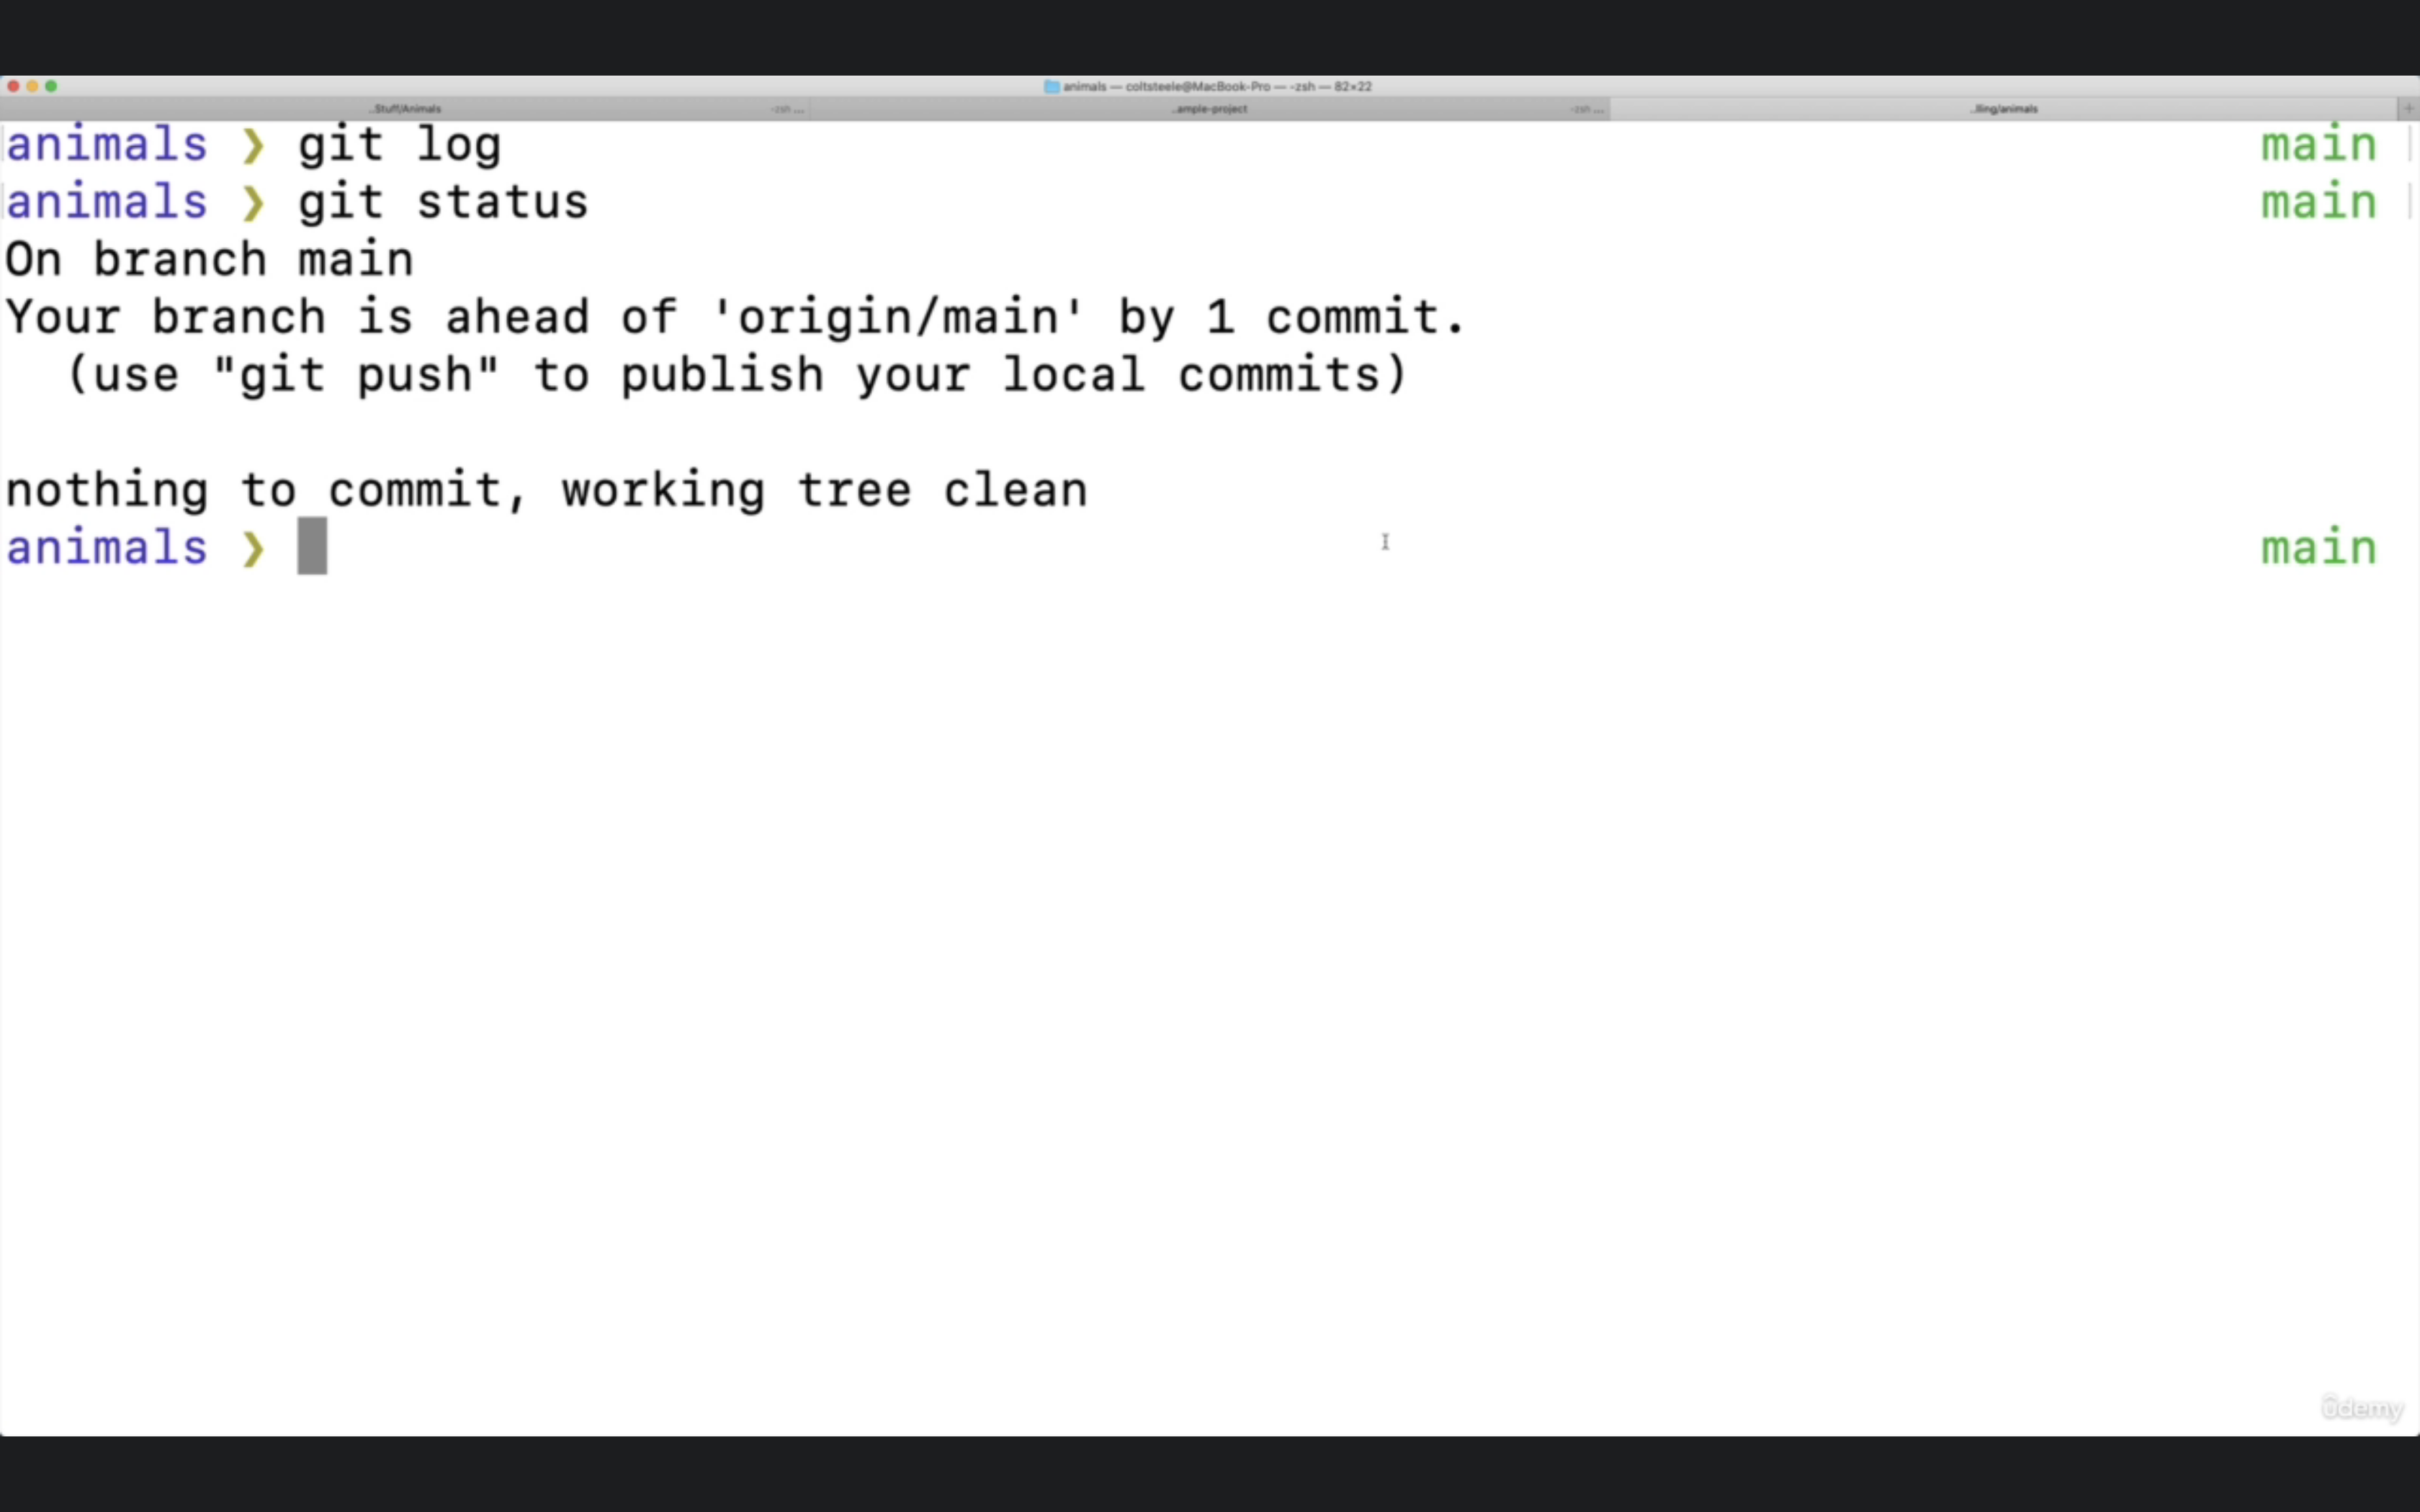 animals — coltsteele@MacBook-Pro — -zsh — 82×22
..Stuff/Animals -zsh ... ..ample-project -zsh ... ..lling/animals +
animals ❯ git log main
animals ❯ git status main
On branch main
Your branch is ahead of 'origin/main' by 1 commit.
(use "git push" to publish your local commits)
nothing to commit, working tree clean
animals ❯ main
ûdemy